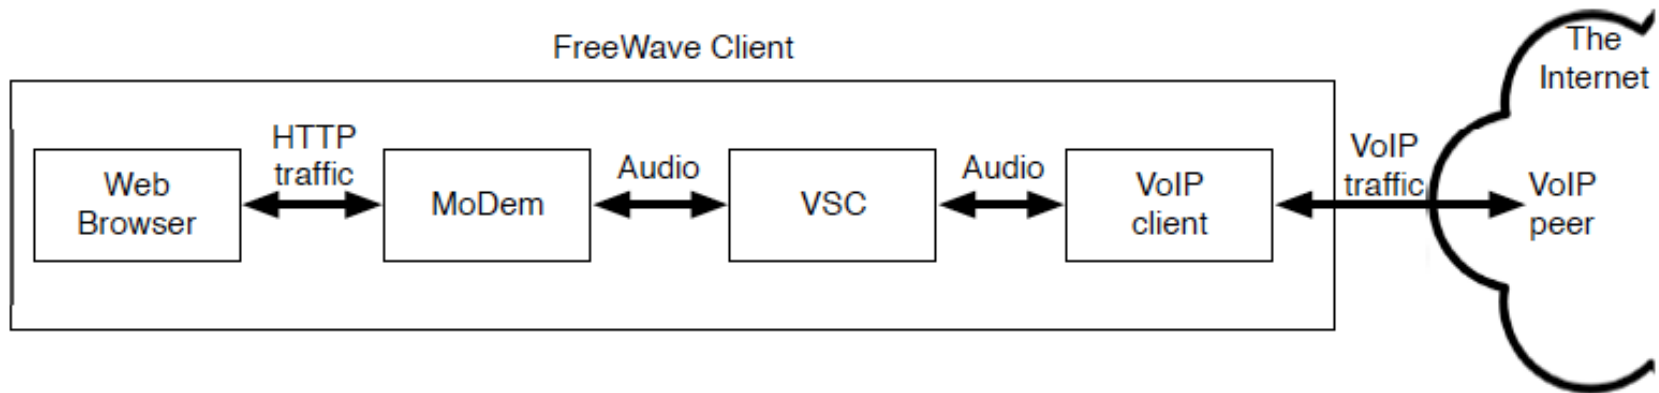 FreeWave Client
The
Internet
Web
Browser
HTTP
traffic
MoDem
Audio
VSC
Audio
VoIP
client
VoIP
traffic
VoIP
peer